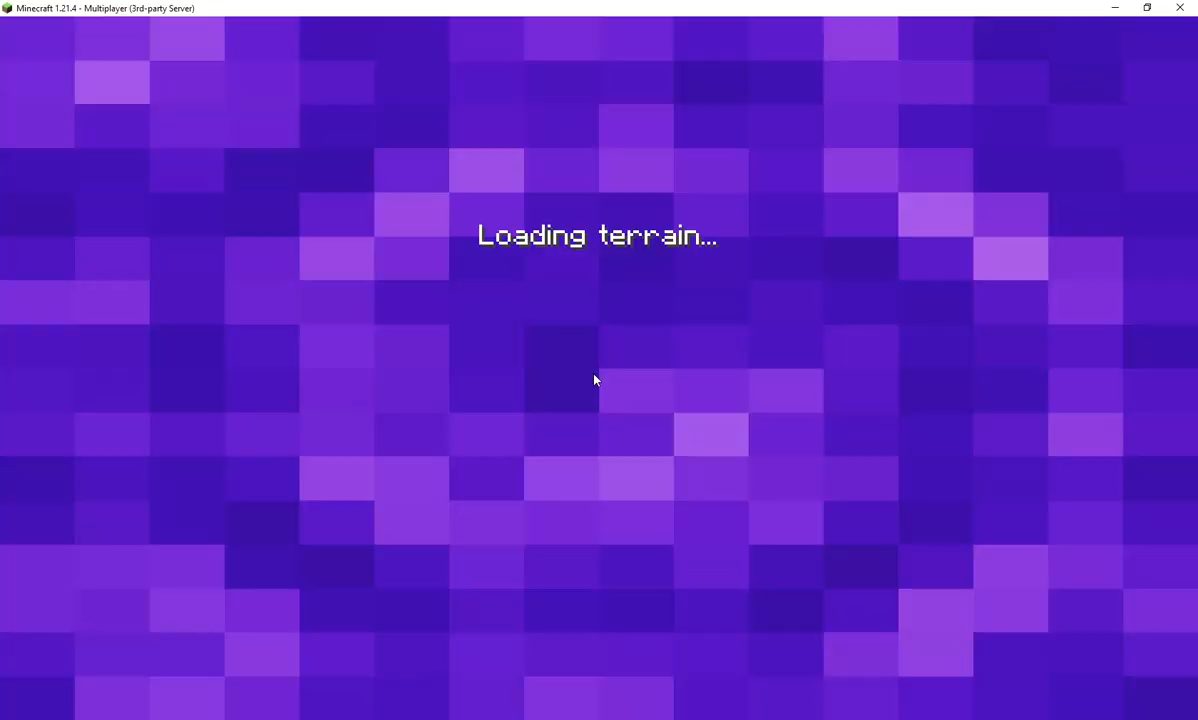 Minecraft 1.21.4 - Multiplayer (3rd-party Server)
Loading terrain...